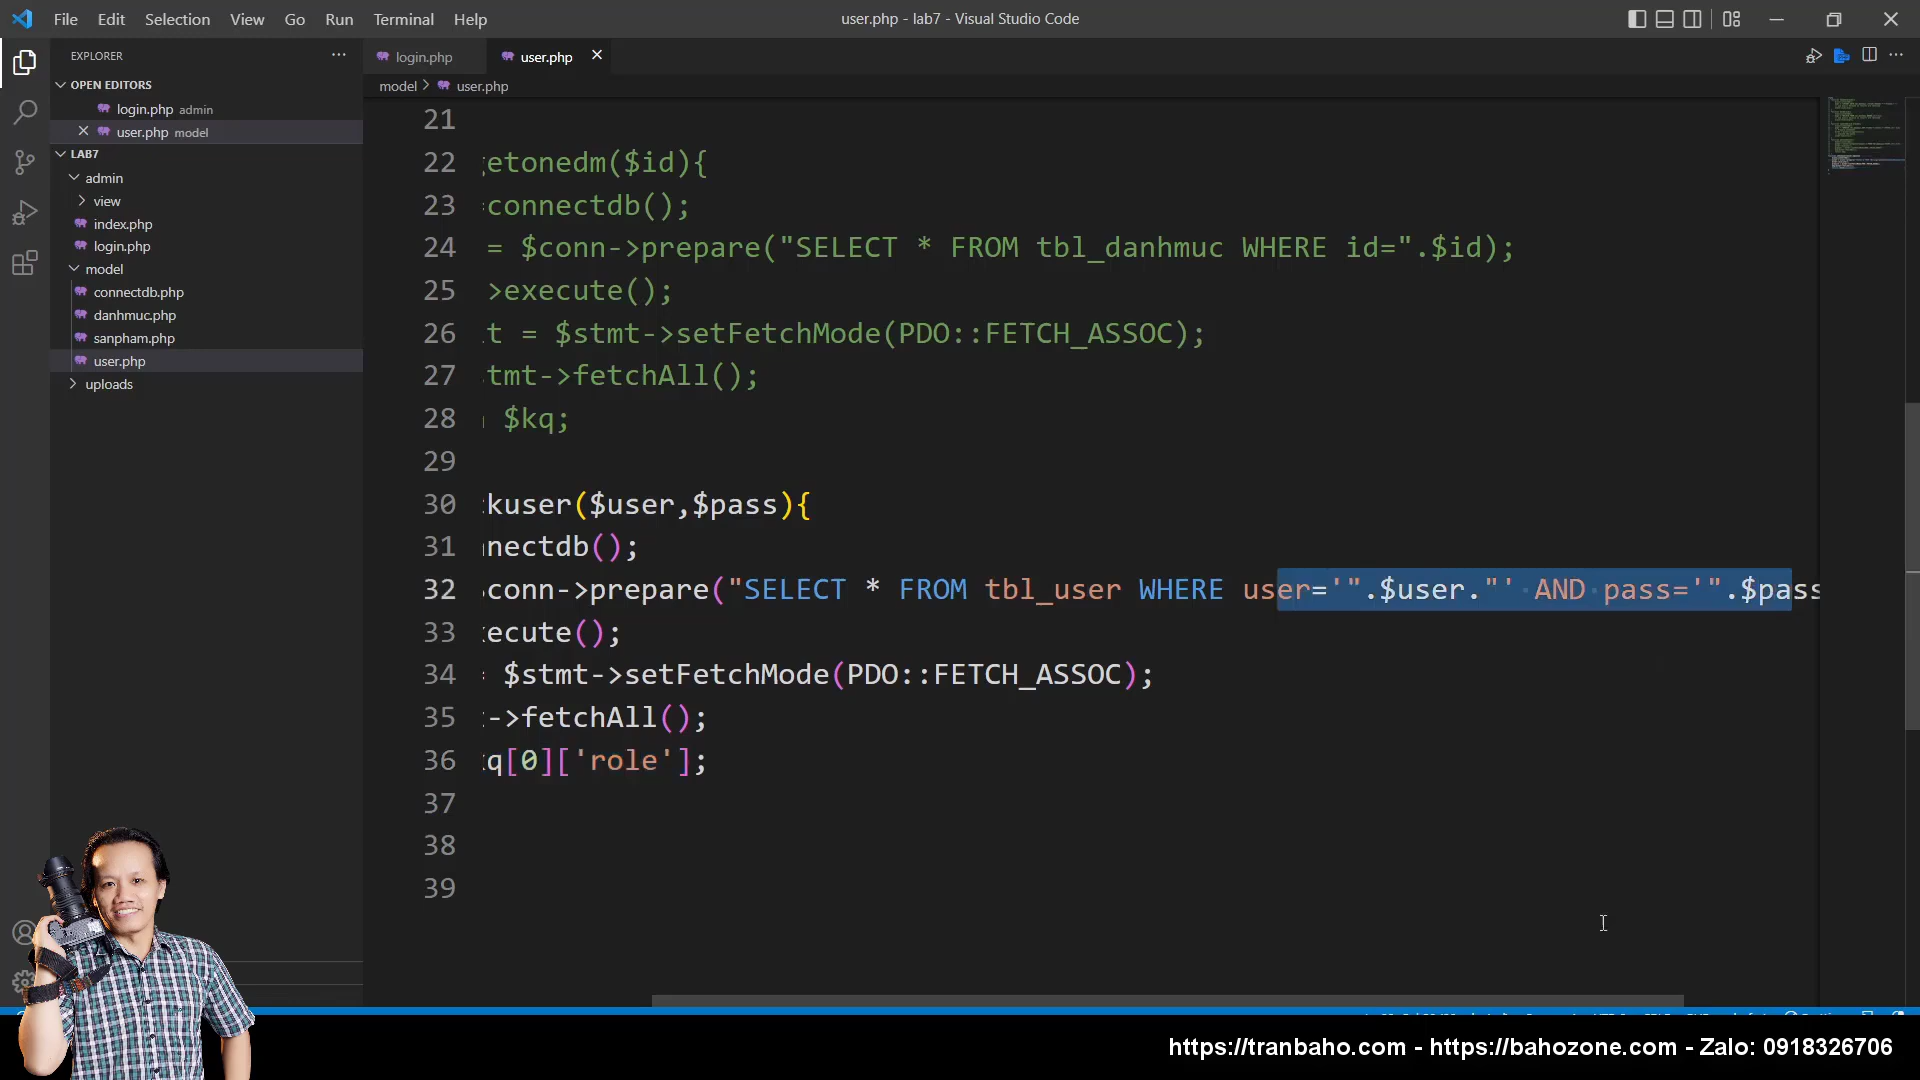 File Edit Selection View Go Run Terminal Help
user.php - lab7 - Visual Studio Code
EXPLORER
OPEN EDITORS
login.php admin
user.php model
LAB7
admin
view
index.php
login.php
model
connectdb.php
danhmuc.php
sanpham.php
user.php
uploads
login.php
user.php
model > user.php
21
22 etonedm($id){
23 connectdb();
24 = $conn->prepare("SELECT * FROM tbl_danhmuc WHERE id=".$id);
25 >execute();
26 t = $stmt->setFetchMode(PDO::FETCH_ASSOC);
27 tmt->fetchAll();
28 $kq;
29
30 kuser($user,$pass){
31 nectdb();
32 conn->prepare("SELECT * FROM tbl_user WHERE user='".$user."' AND pass='".$pass
33 ecute();
34 = $stmt->setFetchMode(PDO::FETCH_ASSOC);
35 ->fetchAll();
36 q[0]['role'];
37
38
39
https://tranbaho.com - https://bahozone.com - Zalo: 0918326706